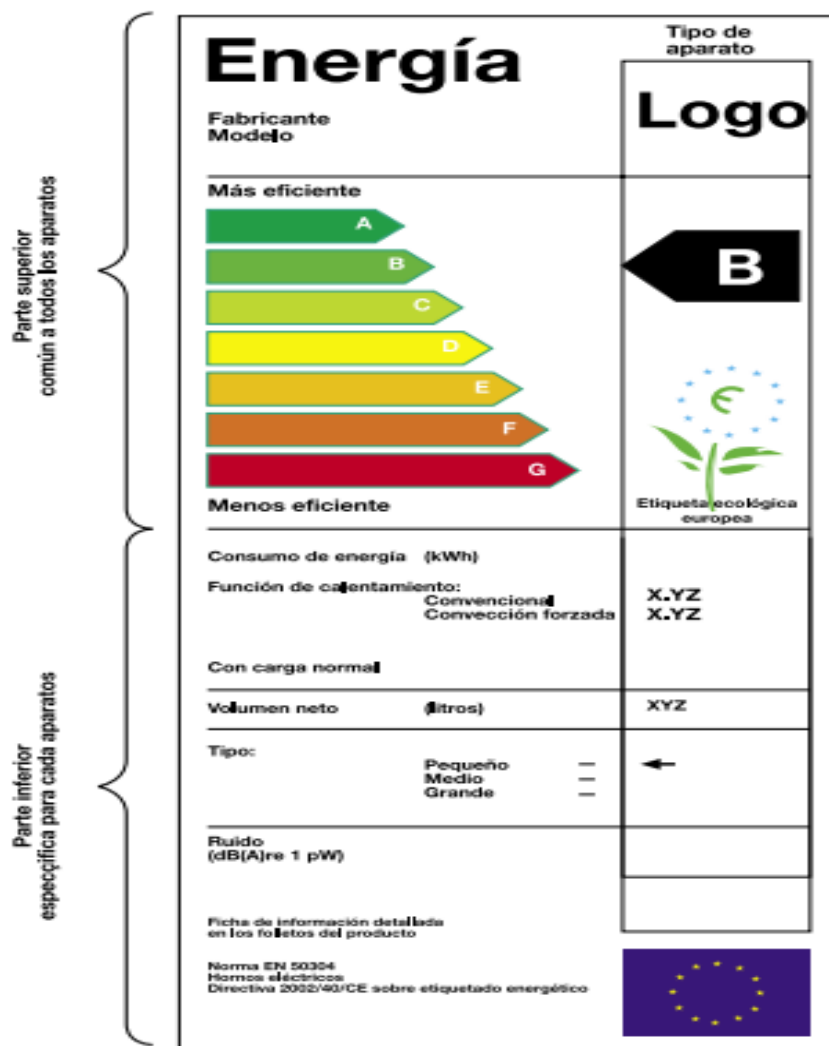 Parte superior
común a todos los aparatos
Energía
Tipo de
aparato
Fabricante
Modelo
Logo
Más eficiente
A
B
C
D
E
F
G
B
Menos eficiente
Etiqueta ecológica
europea
Parte inferior
especçifica para cada aparatos
Consumo de energía (kWh)
Función de calentamiento:
Convencional X.YZ
Convección forzada X.YZ
Con carga normal
Volumen neto (litros) XYZ
Tipo:
Pequeño –
Medio –
Grande –
Ruido
(dB(A)re 1 pW)
Ficha de información detallada
en los folletos del producto
Norma EN 50304
Hornos eléctricos
Directiva 2002/40/CE sobre etiquetado energético